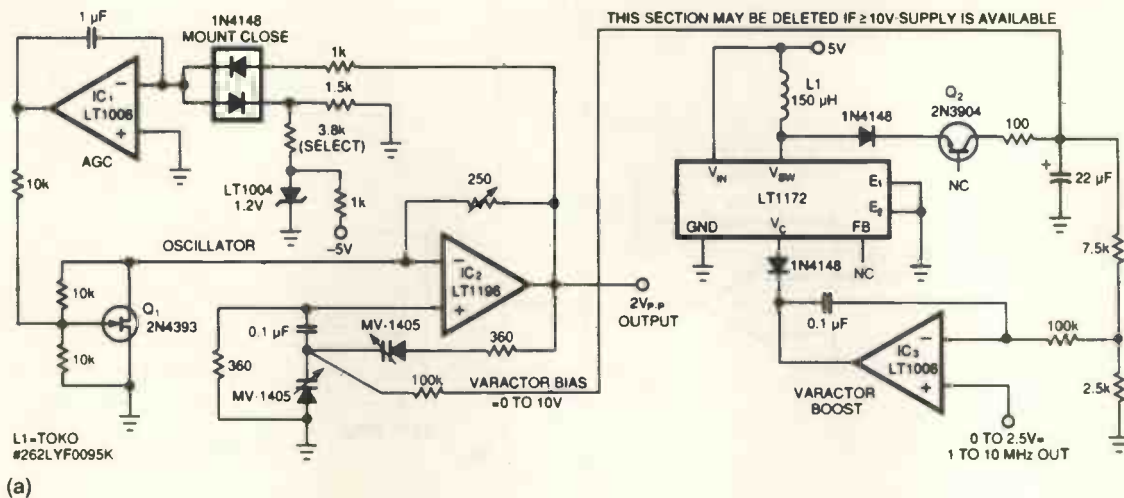 THIS SECTION MAY BE DELETED IF ≥10V SUPPLY IS AVAILABLE
1 µF
1N4148
MOUNT CLOSE
1k
1.5k
IC1
LT1006
−
+
AGC
3.8k
(SELECT)
LT1004
1.2V
1k
−5V
10k
250
OSCILLATOR
10k
Q1
2N4393
10k
−
+
IC2
LT1196
2Vp-p
OUTPUT
0.1 µF
360
MV-1405
MV-1405
360
100k
VARACTOR BIAS
=0 TO 10V
5V
L1
150 µH
1N4148
Q2
2N3904
NC
100
+
22 µF
VIN
VSW
LT1172
E1
E2
GND
VC
FB
NC
1N4148
7.5k
0.1 µF
100k
−
+
IC3
LT1006
2.5k
VARACTOR
BOOST
0 TO 2.5V=
1 TO 10 MHz OUT
L1=TOKO
#262LYF0095K
(a)